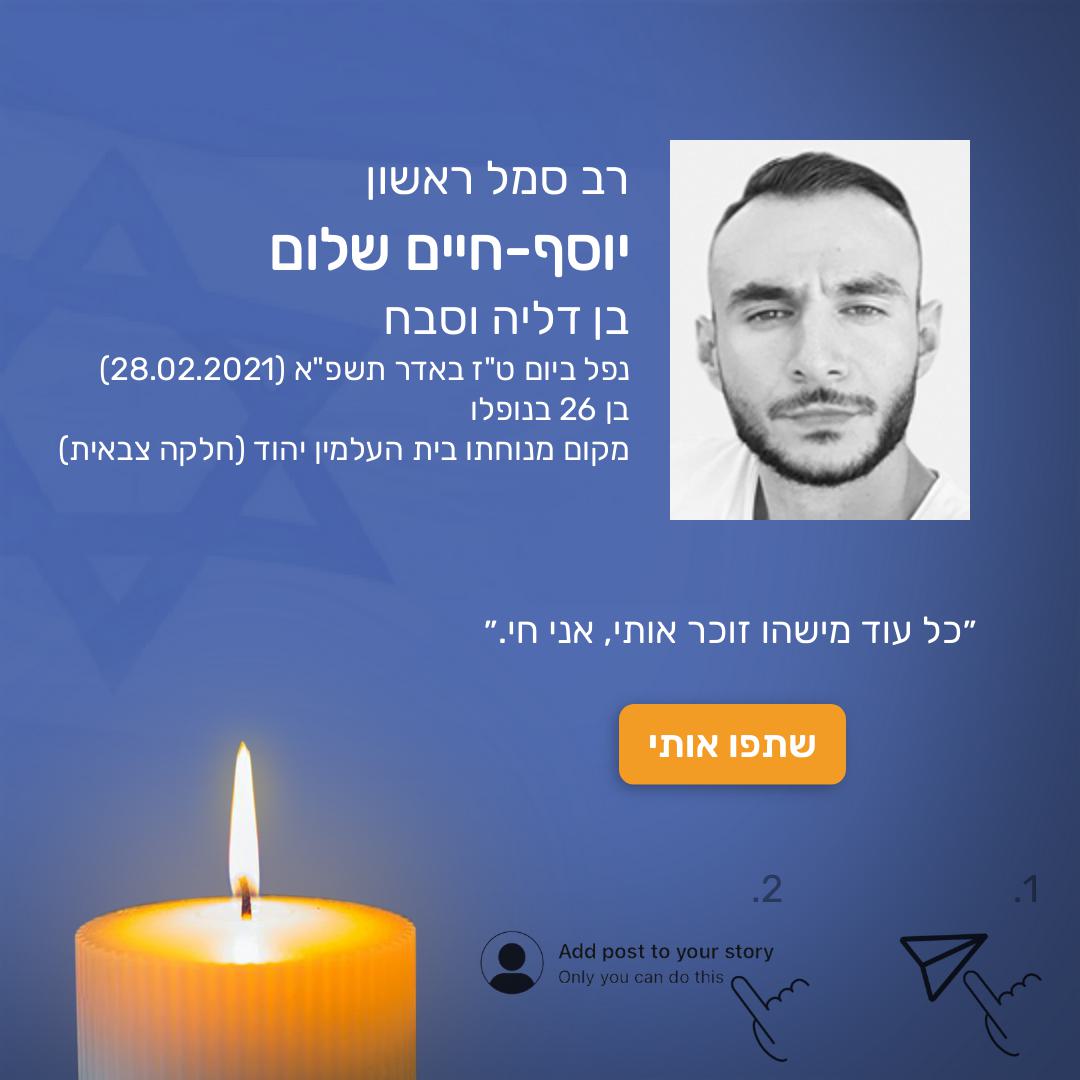 רב סמל ראשון
יוסף-חיים שלום
בן דליה וסבח
נפל ביום ט"ז באדר תשפ"א (28.02.2021)
בן 26 בנופלו
מקום מנוחתו בית העלמין יהוד (חלקה צבאית)
״כל עוד מישהו זוכר אותי, אני חי.״
שתפו אותי
1.
2.
Add post to your story
Only you can do this